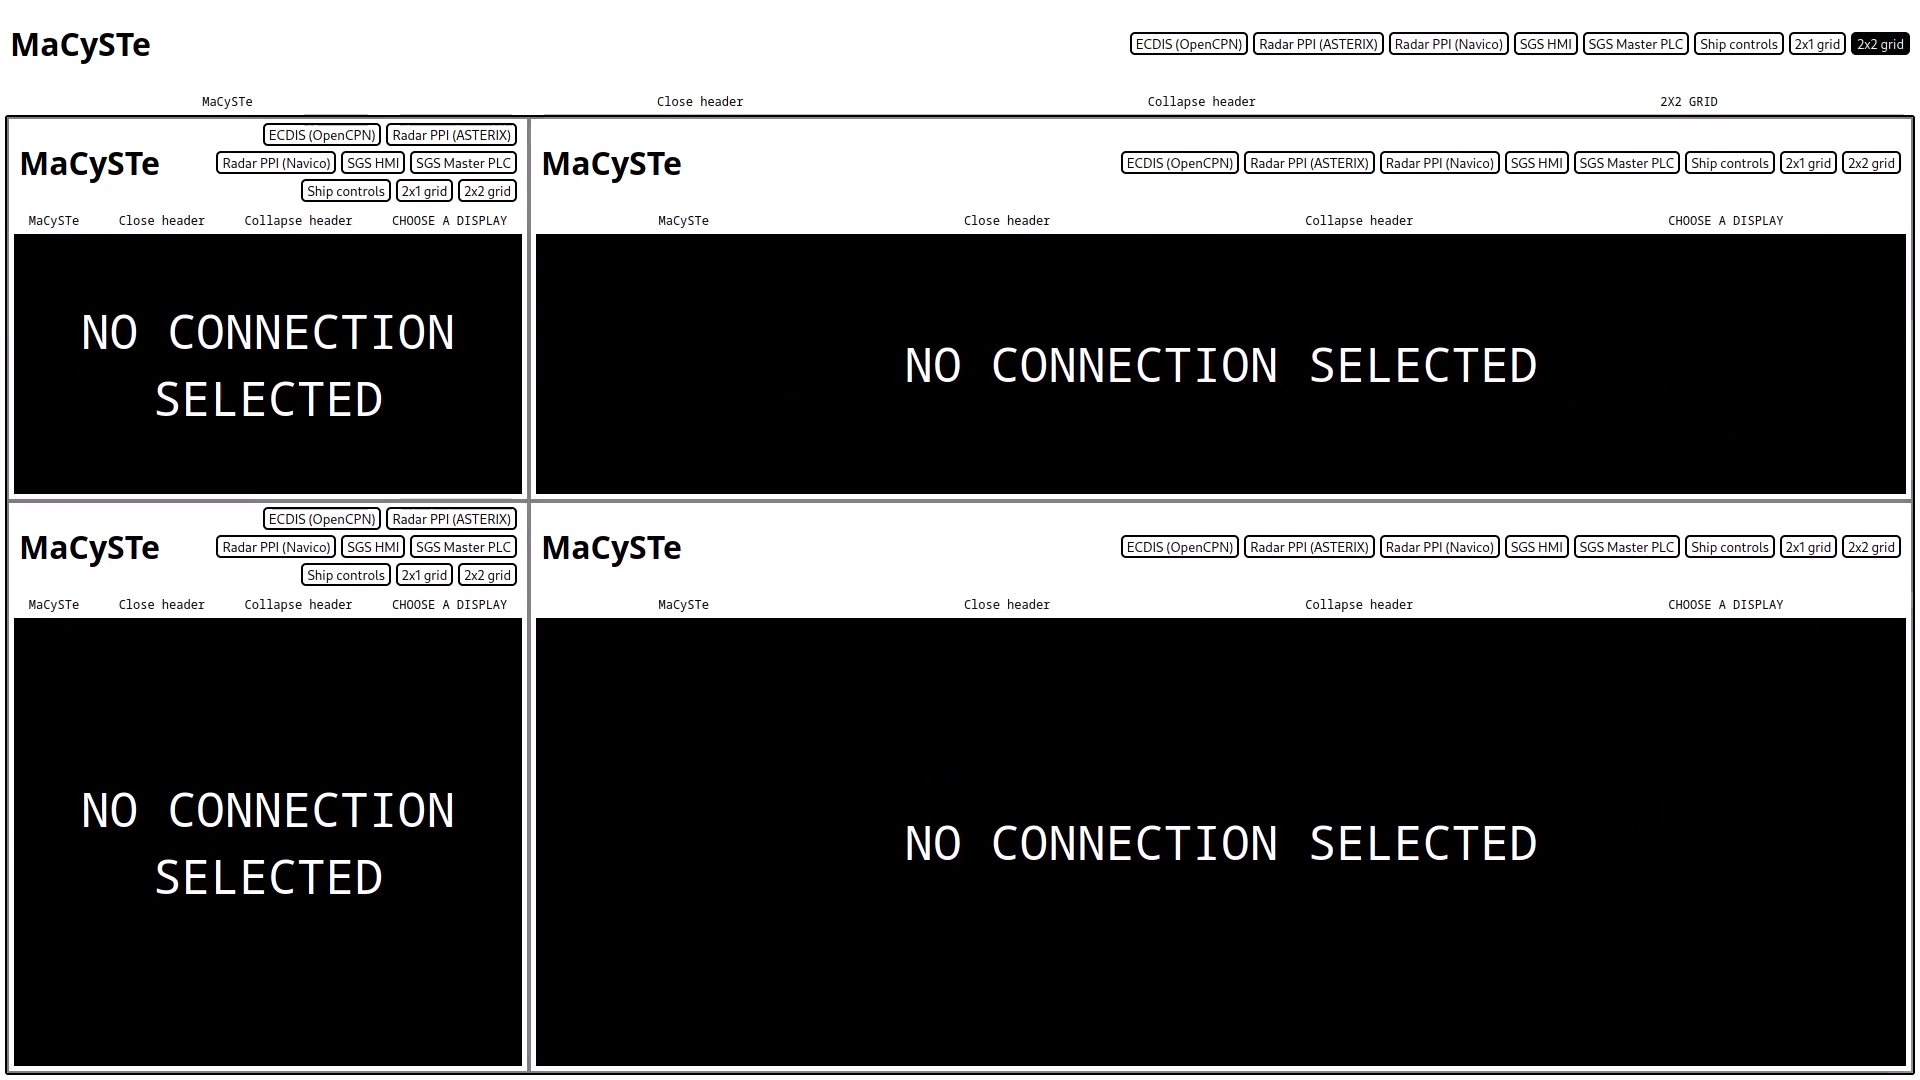 MaCySTe ECDIS (OpenCPN) Radar PPI (ASTERIX) Radar PPI (Navico) SGS HMI SGS Master PLC Ship controls 2x1 grid 2x2 grid
MaCySTe Close header Collapse header 2X2 GRID
ECDIS (OpenCPN) Radar PPI (ASTERIX)
MaCySTe Radar PPI (Navico) SGS HMI SGS Master PLC
Ship controls 2x1 grid 2x2 grid
MaCySTe Close header Collapse header CHOOSE A DISPLAY
NO CONNECTION
SELECTED
MaCySTe ECDIS (OpenCPN) Radar PPI (ASTERIX) Radar PPI (Navico) SGS HMI SGS Master PLC Ship controls 2x1 grid 2x2 grid
MaCySTe Close header Collapse header CHOOSE A DISPLAY
NO CONNECTION SELECTED
ECDIS (OpenCPN) Radar PPI (ASTERIX)
MaCySTe Radar PPI (Navico) SGS HMI SGS Master PLC
Ship controls 2x1 grid 2x2 grid
MaCySTe Close header Collapse header CHOOSE A DISPLAY
NO CONNECTION
SELECTED
MaCySTe ECDIS (OpenCPN) Radar PPI (ASTERIX) Radar PPI (Navico) SGS HMI SGS Master PLC Ship controls 2x1 grid 2x2 grid
MaCySTe Close header Collapse header CHOOSE A DISPLAY
NO CONNECTION SELECTED